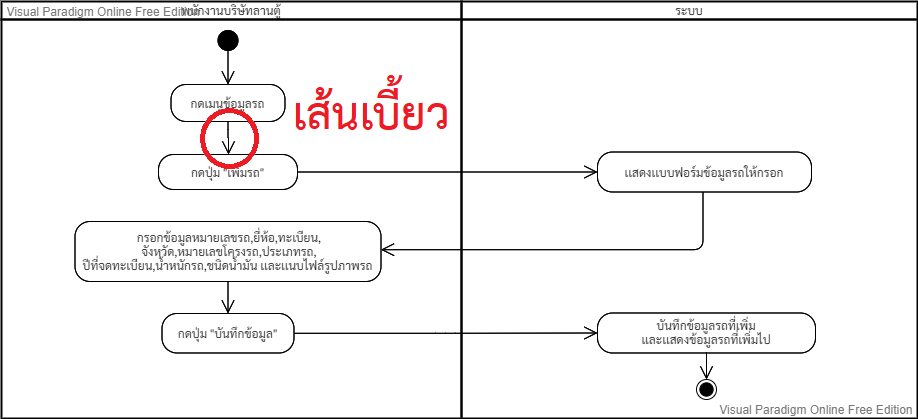 Visual Paradigm Online Free Edition
พนักงานบริษัทลานตู้
ระบบ
กดเมนูข้อมูลรถ
เส้นเบี้ยว
กดปุ่ม "เพิ่มรถ"
แสดงแบบฟอร์มข้อมูลรถให้กรอก
กรอกข้อมูลหมายเลขรถ,ยี่ห้อ,ทะเบียน,
จังหวัด,หมายเลขโครงรถ,ประเภทรถ,
ปีที่จดทะเบียน,น้ำหนักรถ,ชนิดน้ำมัน และแนบไฟล์รูปภาพรถ
กดปุ่ม "บันทึกข้อมูล"
บันทึกข้อมูลรถที่เพิ่ม
และแสดงข้อมูลรถที่เพิ่มไป
Visual Paradigm Online Free Edition